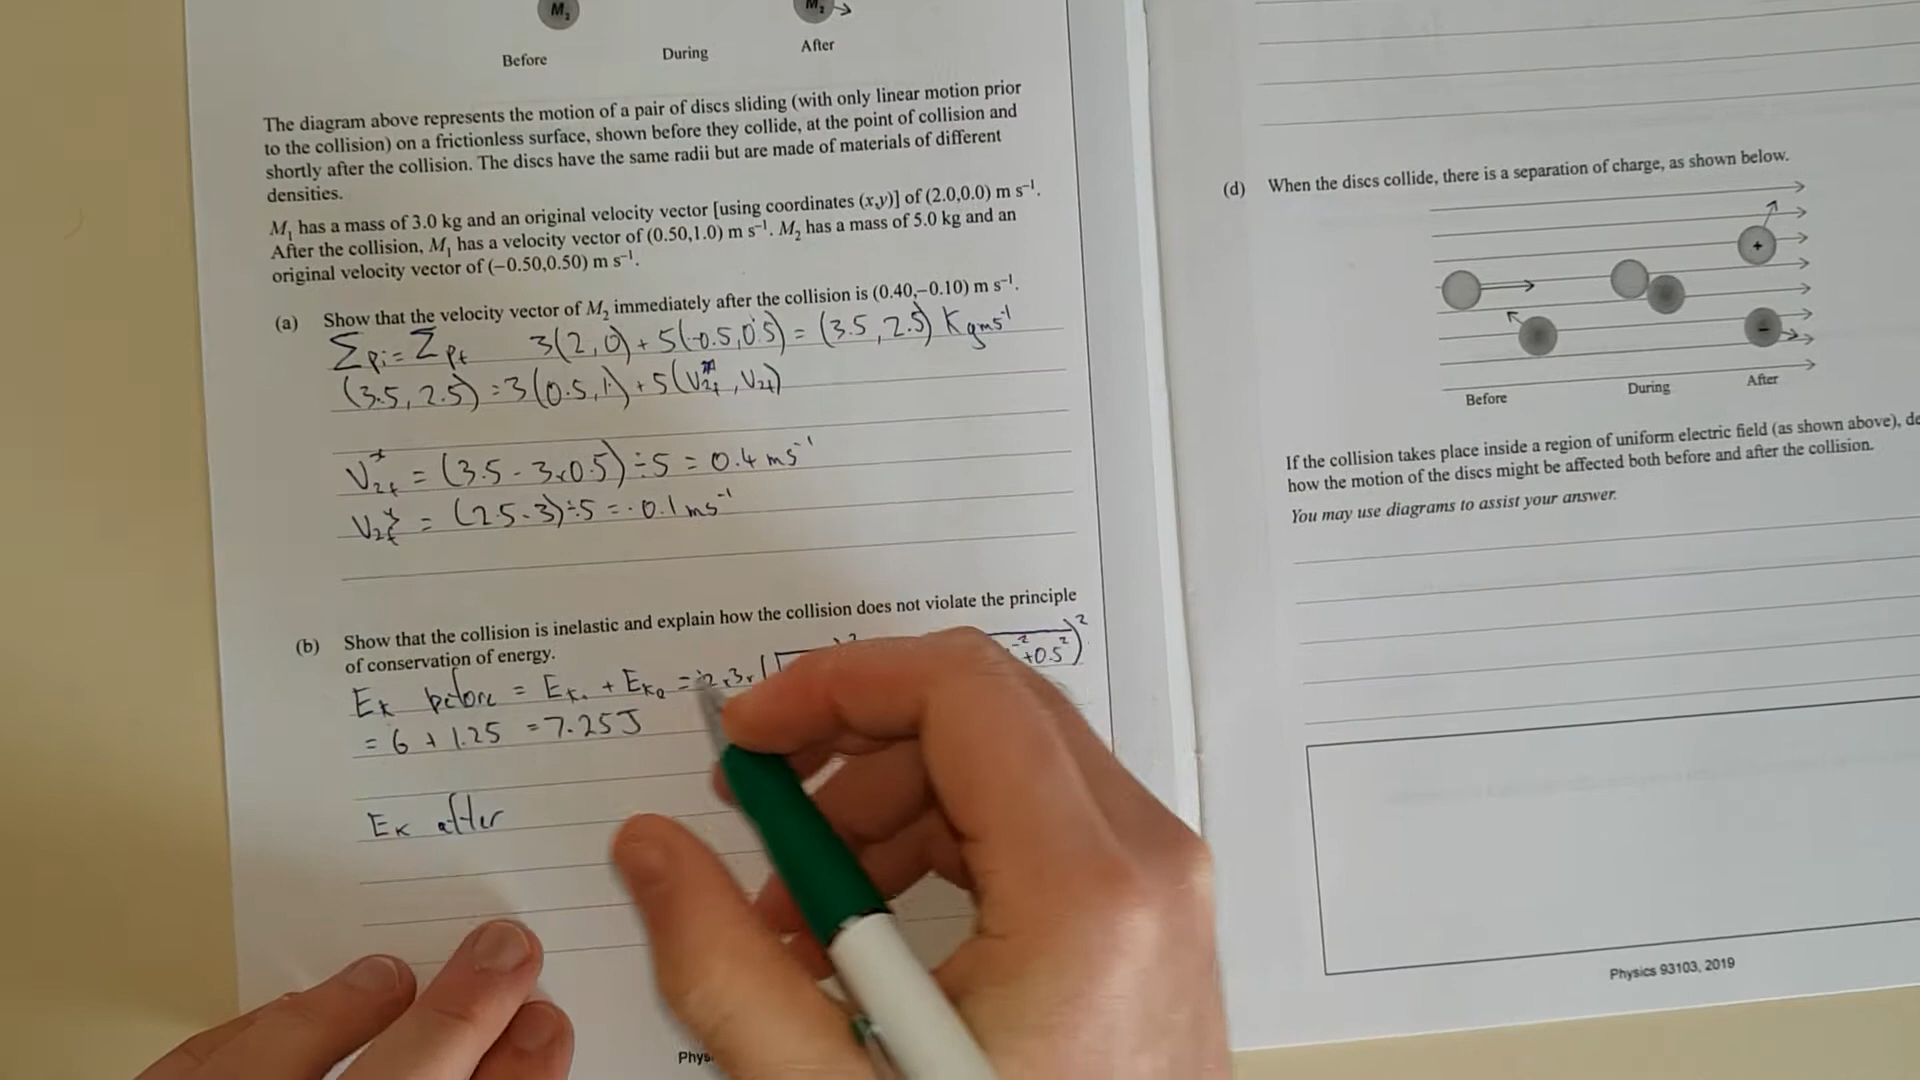 M₂
M₂
Before
During
After
The diagram above represents the motion of a pair of discs sliding (with only linear motion prior
to the collision) on a frictionless surface, shown before they collide, at the point of collision and
shortly after the collision. The discs have the same radii but are made of materials of different
densities.
M₁ has a mass of 3.0 kg and an original velocity vector [using coordinates (x,y)] of (2.0,0.0) m s⁻¹.
After the collision, M₁ has a velocity vector of (0.50,1.0) m s⁻¹. M₂ has a mass of 5.0 kg and an
original velocity vector of (−0.50,0.50) m s⁻¹.
(a) Show that the velocity vector of M₂ immediately after the collision is (0.40,−0.10) m s⁻¹.
Σpi = Σpf 3(2,0) + 5(-0.5,0.5) = (3.5, 2.5) Kgms⁻¹
(3.5, 2.5) = 3(0.5,1) + 5(V₂f, V₂f)
V₂fˣ = (3.5 - 3x0.5) ÷ 5 = 0.4 ms⁻¹
V₂fʸ = (2.5 - 3) ÷ 5 = -0.1 ms⁻¹
(b) Show that the collision is inelastic and explain how the collision does not violate the principle
of conservation of energy.
Eк before = Eк₁ + Eк₂ = 3 ² +0.5²)²
= 6 + 1.25 = 7.25J
Eк after
Phys
(d) When the discs collide, there is a separation of charge, as shown below.
+
−
Before
During
After
If the collision takes place inside a region of uniform electric field (as shown above), de
how the motion of the discs might be affected both before and after the collision.
You may use diagrams to assist your answer.
Physics 93103, 2019